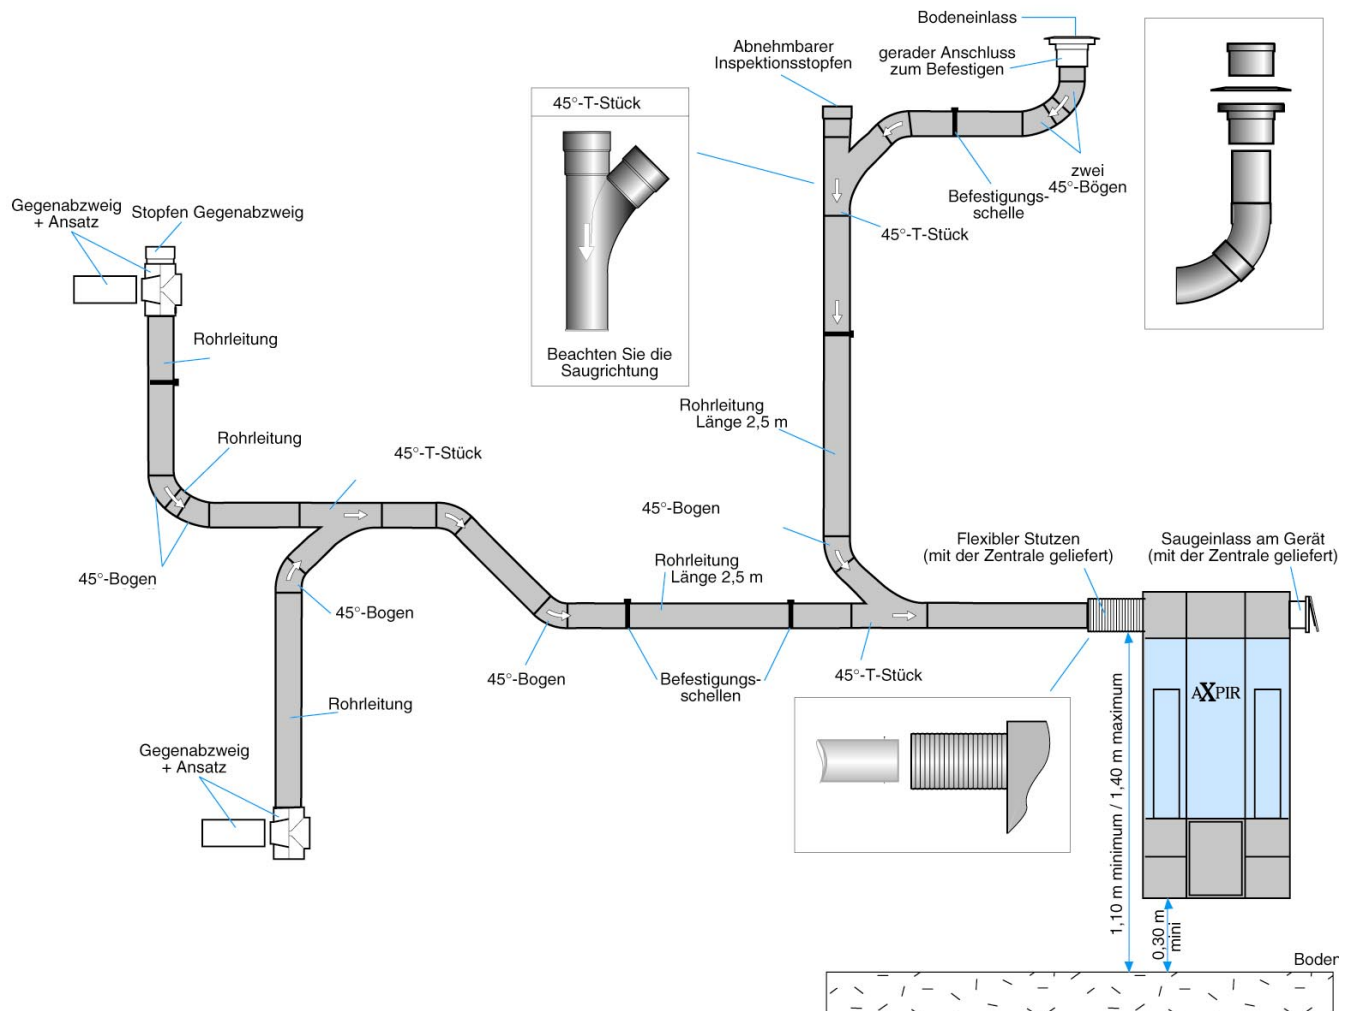 Bodeneinlass
Abnehmbarer
Inspektionsstopfen
gerader Anschluss
zum Befestigen
45°-T-Stück
zwei
45°-Bögen
Befestigungs-
schelle
Gegenabzweig
+ Ansatz
Stopfen Gegenabzweig
45°-T-Stück
Rohrleitung
Beachten Sie die
Saugrichtung
Rohrleitung
Länge 2,5 m
Rohrleitung
45°-T-Stück
45°-Bogen
Flexibler Stutzen
(mit der Zentrale geliefert)
Saugeinlass am Gerät
(mit der Zentrale geliefert)
Rohrleitung
Länge 2,5 m
45°-Bogen
45°-Bogen
45°-Bogen
Befestigungs-
schellen
45°-T-Stück
AXPIR
Rohrleitung
Gegenabzweig
+ Ansatz
1,10 m minimum / 1,40 m maximum
0,30 m
mini
Boden